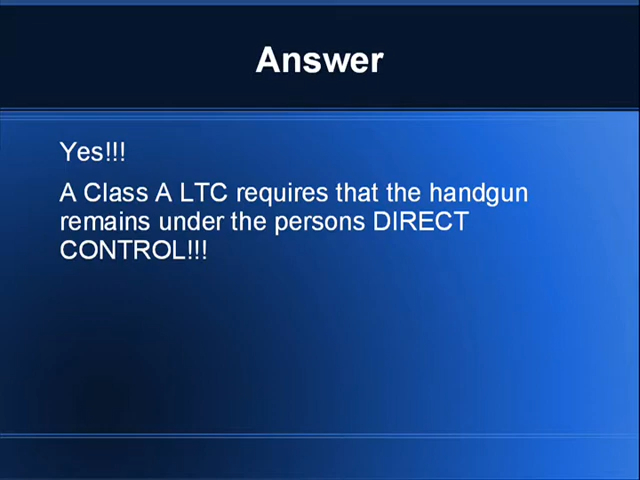 Answer
Yes!!!
A Class A LTC requires that the handgun
remains under the persons DIRECT
CONTROL!!!